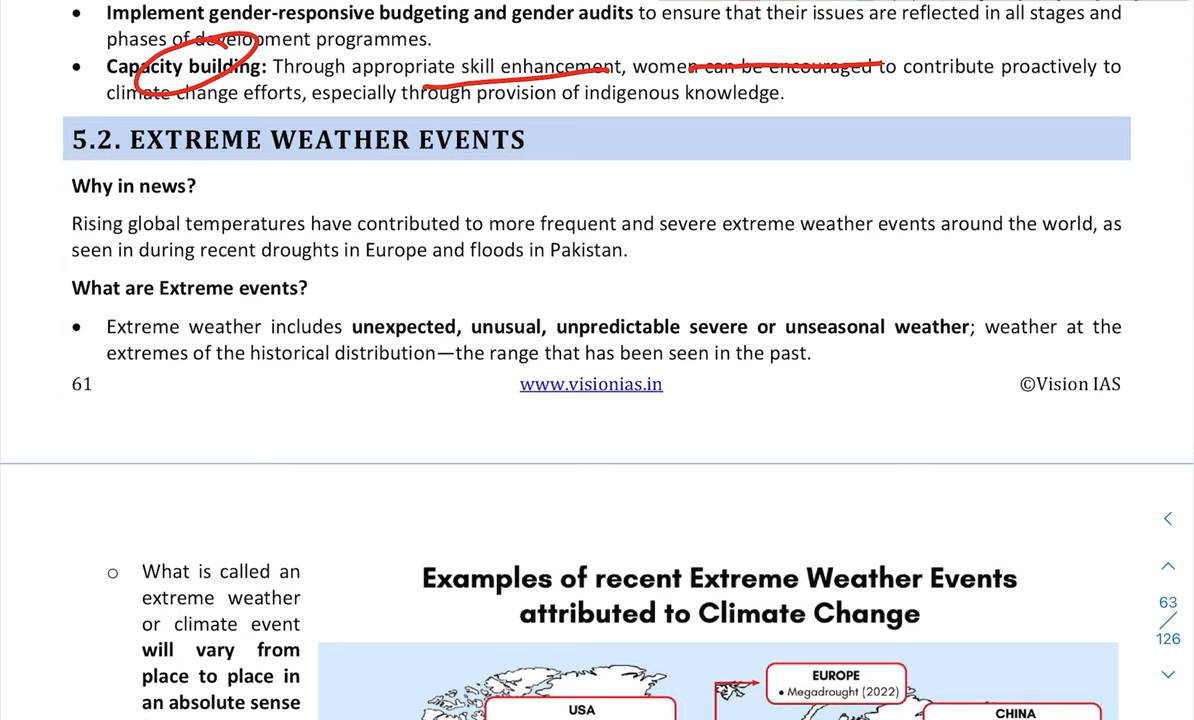 • Implement gender-responsive budgeting and gender audits to ensure that their issues are reflected in all stages and
phases of development programmes.
• Capacity building: Through appropriate skill enhancement, women can be encouraged to contribute proactively to
climate change efforts, especially through provision of indigenous knowledge.
5.2. EXTREME WEATHER EVENTS
Why in news?
Rising global temperatures have contributed to more frequent and severe extreme weather events around the world, as
seen in during recent droughts in Europe and floods in Pakistan.
What are Extreme events?
• Extreme weather includes unexpected, unusual, unpredictable severe or unseasonal weather; weather at the
extremes of the historical distribution—the range that has been seen in the past.
61 www.visionias.in ©Vision IAS
o What is called an
extreme weather
or climate event
will vary from
place to place in
an absolute sense
Examples of recent Extreme Weather Events
attributed to Climate Change
EUROPE
• Megadrought (2022)
USA
CHINA
63
126